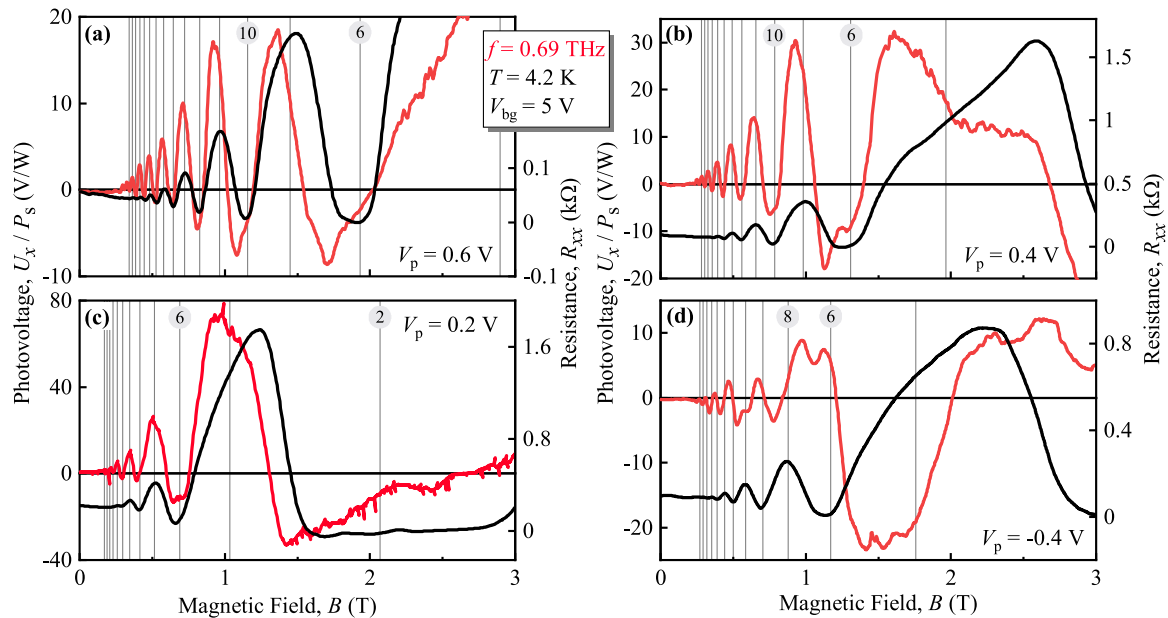 (a)
10
6
f = 0.69 THz
T = 4.2 K
V_bg = 5 V
20
10
0
-10
0.1
0
-0.1
V_p = 0.6 V
Photovoltage, U_x / P_s (V/W)
Resistance, R_xx (kΩ)
(b)
10
6
30
20
10
0
-10
-20
1.5
1
0.5
0
V_p = 0.4 V
Photovoltage, U_x / P_s (V/W)
Resistance, R_xx (kΩ)
(c)
6
2
V_p = 0.2 V
80
40
0
-40
1.6
0.8
0
0
1
2
3
Magnetic Field, B (T)
(d)
8
6
10
0
-10
-20
0.8
0.4
0
V_p = -0.4 V
0
1
2
3
Magnetic Field, B (T)